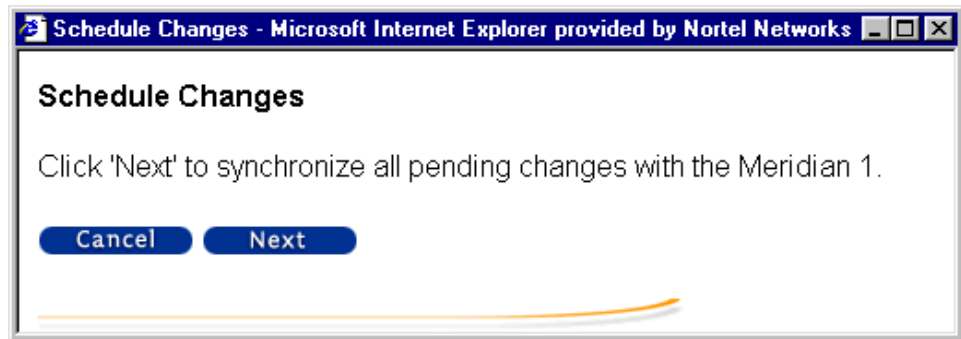 Schedule Changes - Microsoft Internet Explorer provided by Nortel Networks
Schedule Changes
Click 'Next' to synchronize all pending changes with the Meridian 1.
Cancel Next